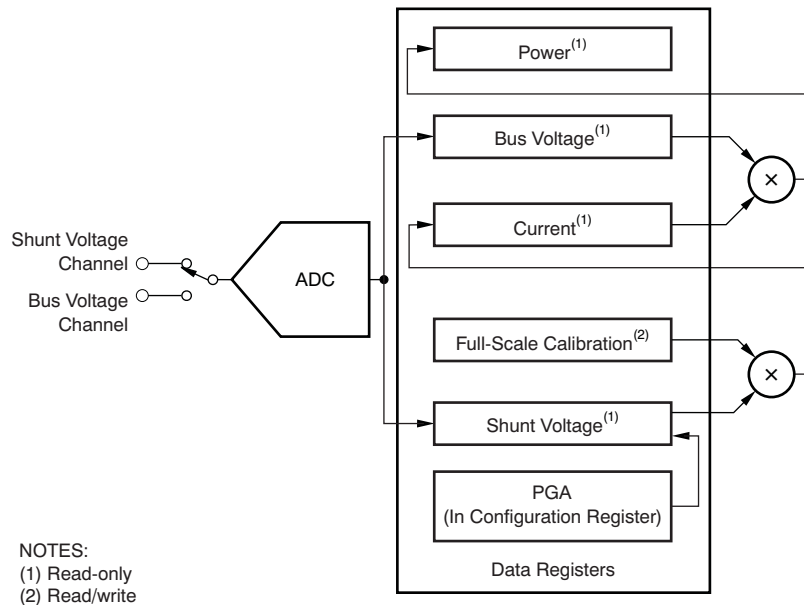 Power(1)
Bus Voltage(1)
×
Current(1)
Shunt Voltage
Channel
ADC
Bus Voltage
Channel
Full-Scale Calibration(2)
×
Shunt Voltage(1)
PGA
(In Configuration Register)
Data Registers
NOTES:
(1) Read-only
(2) Read/write